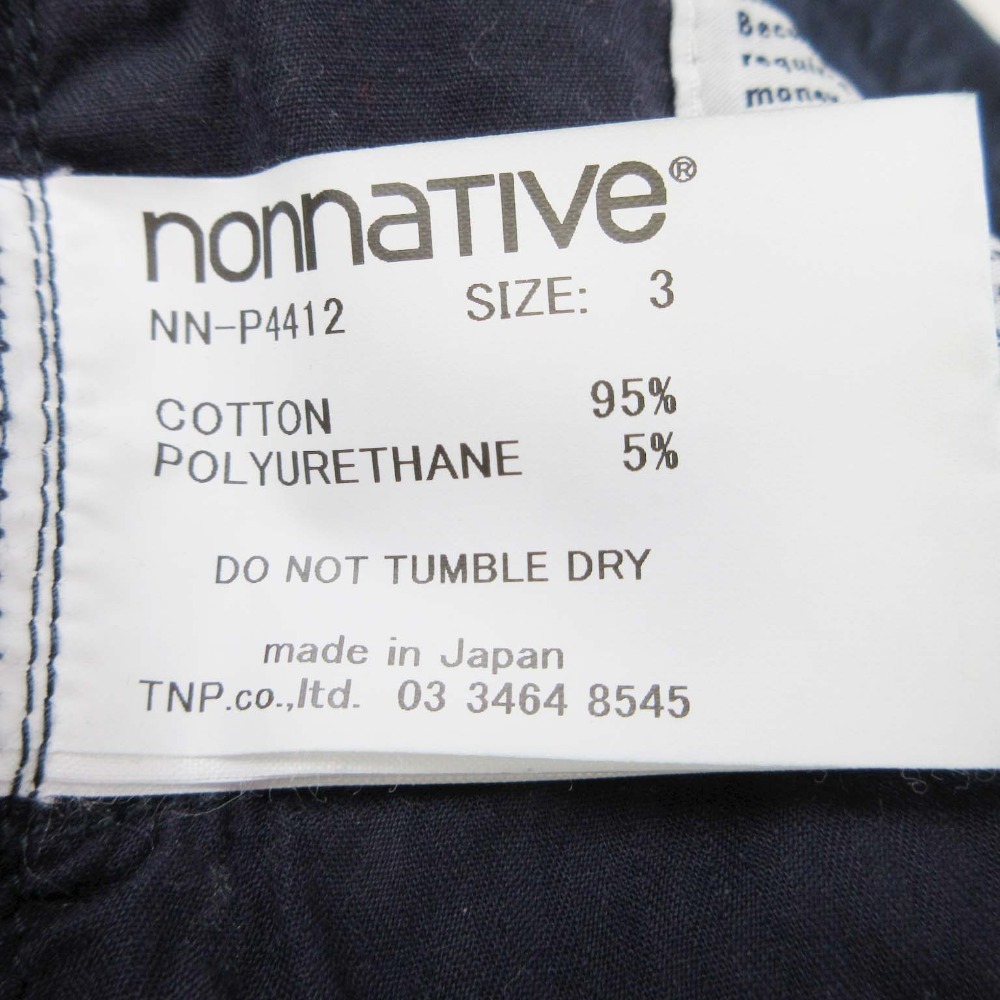 nonnative®
NN-P4412 SIZE: 3
COTTON 95%
POLYURETHANE 5%
DO NOT TUMBLE DRY
made in Japan
TNP.co.,ltd. 03 3464 8545